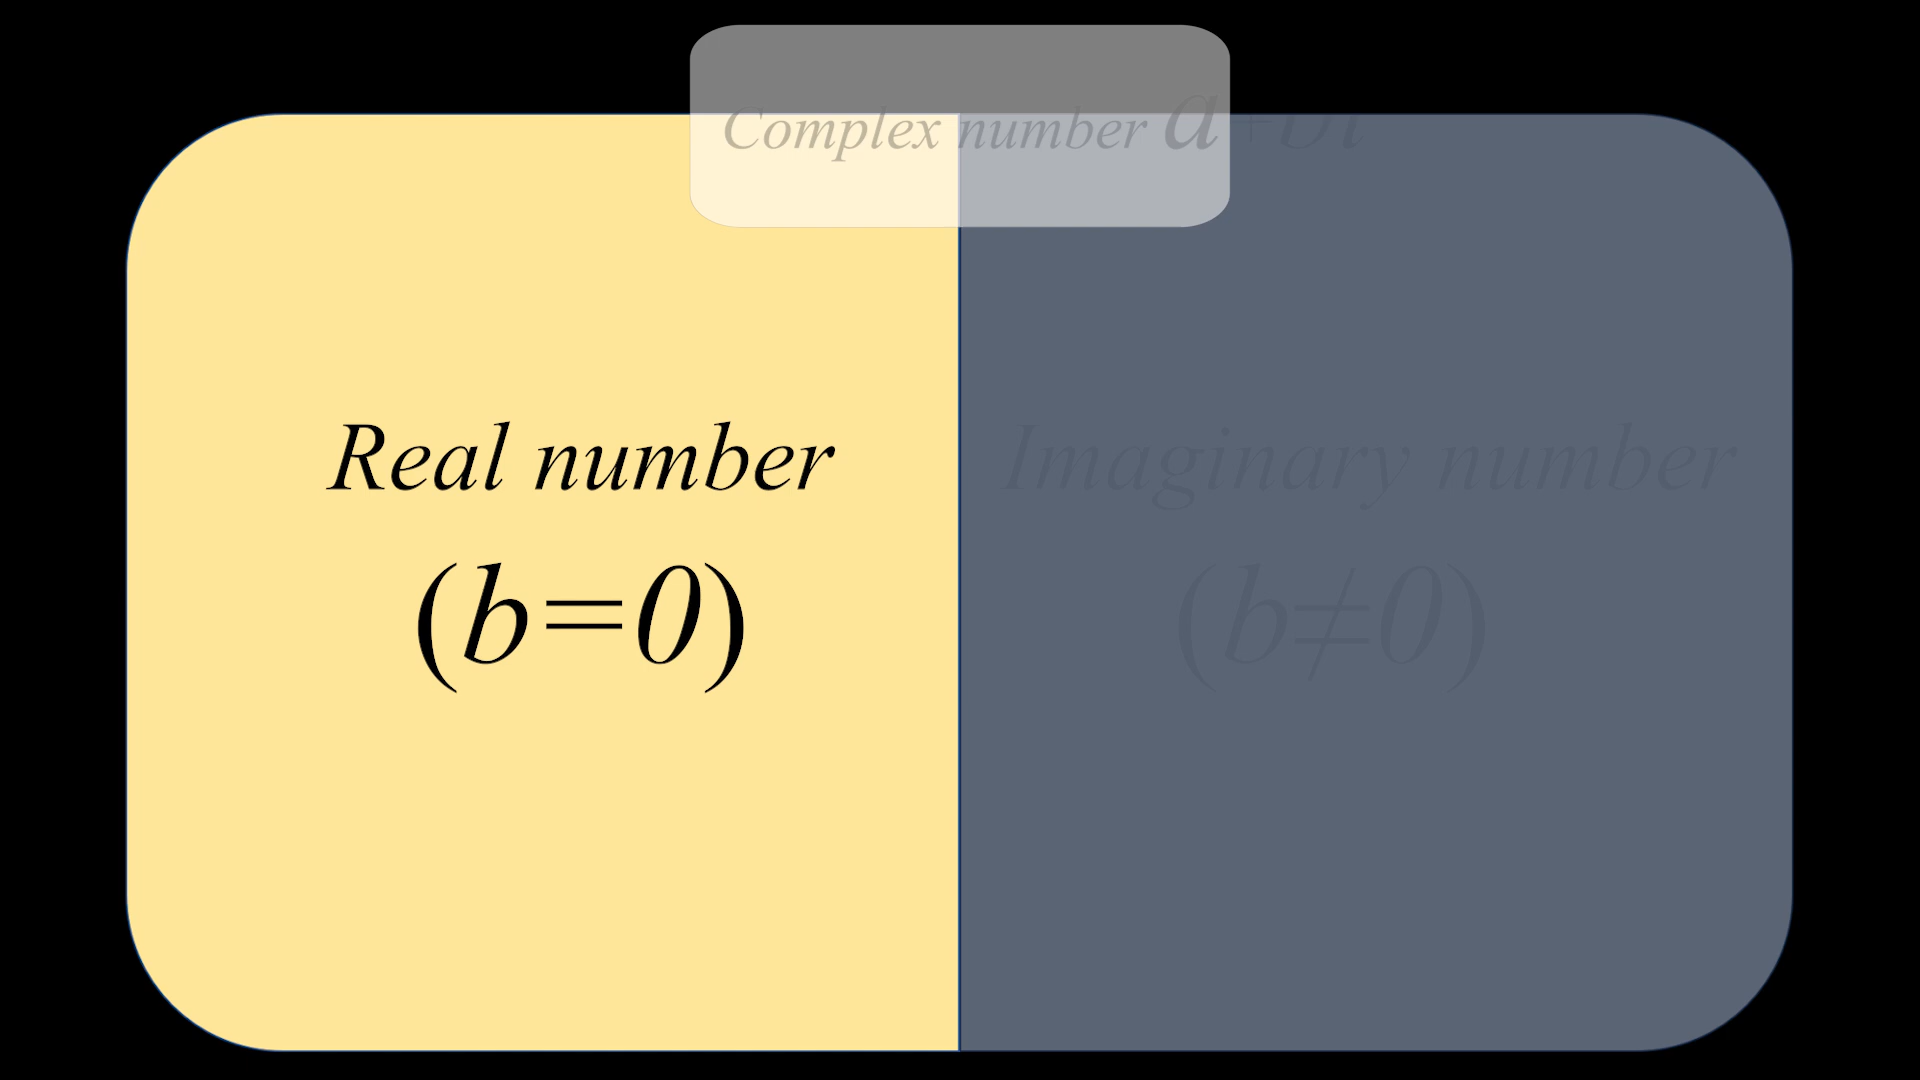 Complex number a+bi
Real number
(b=0)
Imaginary number
(b≠0)